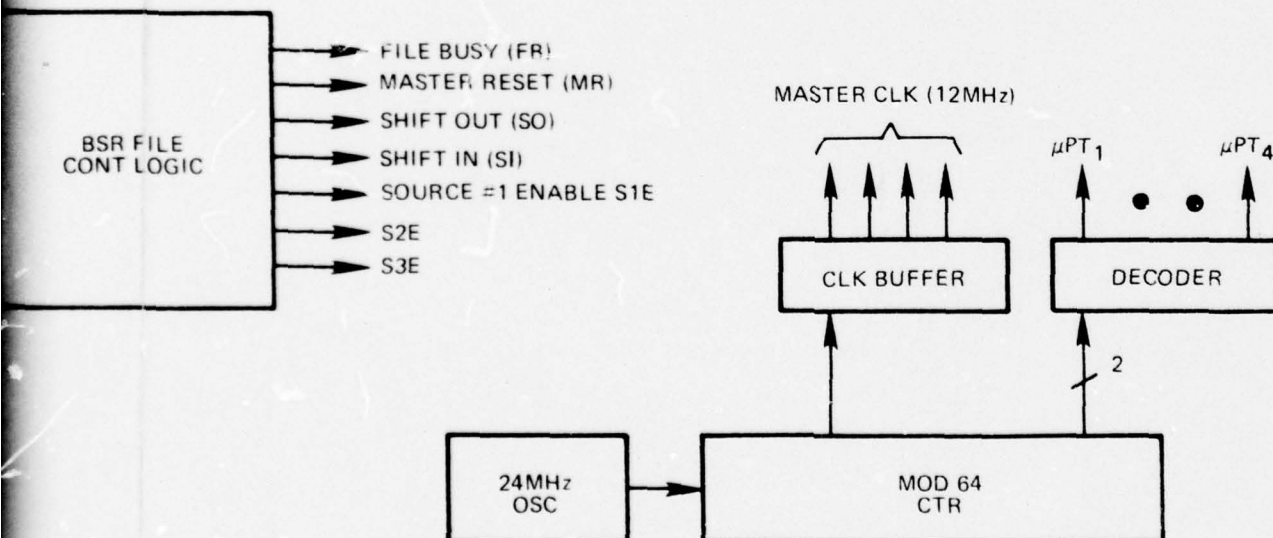 BSR FILE
CONT LOGIC
FILE BUSY (FB)
MASTER RESET (MR)
SHIFT OUT (SO)
SHIFT IN (SI)
SOURCE #1 ENABLE S1E
S2E
S3E
MASTER CLK (12MHz)
μPT1
μPT4
CLK BUFFER
DECODER
2
24MHz
OSC
MOD 64
CTR